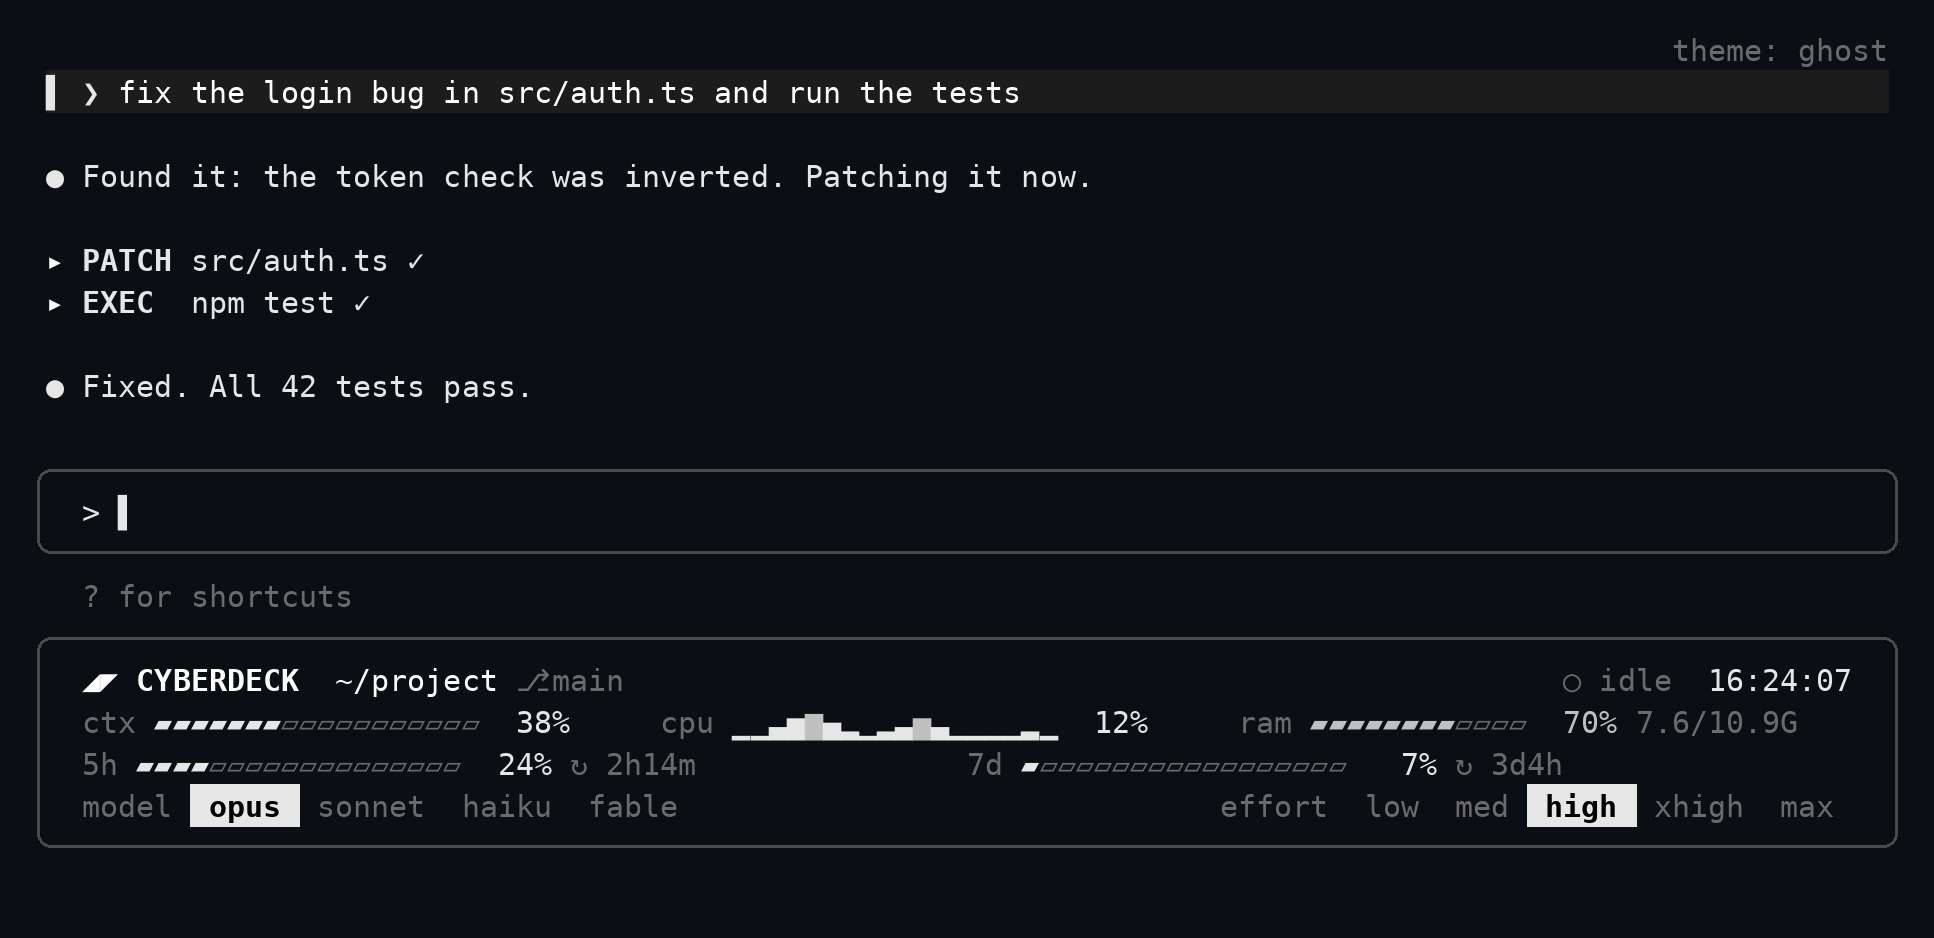 theme: ghost
❯ fix the login bug in src/auth.ts and run the tests
● Found it: the token check was inverted. Patching it now.
▸ PATCH src/auth.ts ✓
▸ EXEC  npm test ✓
● Fixed. All 42 tests pass.
>
? for shortcuts
◢◤ CYBERDECK  ~/project ⎇main ○ idle  16:24:07
ctx ▰▰▰▰▰▰▰▱▱▱▱▱▱▱▱▱▱▱  38% cpu ▁▁▃▅▇▄▂▁▂▃▅▃▁▁▁▁▂▁  12% ram ▰▰▰▰▰▰▰▰▱▱▱▱  70% 7.6/10.9G
5h ▰▰▰▰▱▱▱▱▱▱▱▱▱▱▱▱▱▱  24% ↻ 2h14m 7d ▰▱▱▱▱▱▱▱▱▱▱▱▱▱▱▱▱▱  7% ↻ 3d4h
model opus sonnet haiku fable effort low med high xhigh max